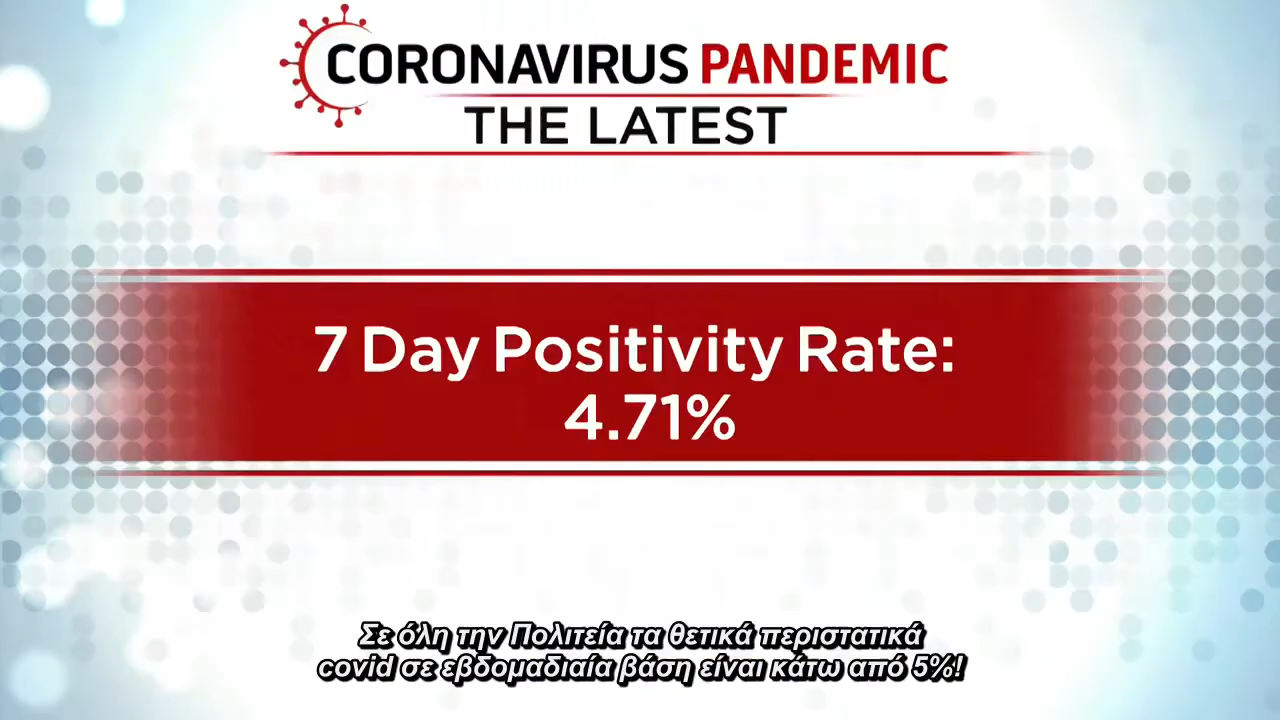 CORONAVIRUS PANDEMIC
THE LATEST
7 Day Positivity Rate:
4.71%
Σε όλη την Πολιτεία τα θετικά περιστατικά
covid σε εβδομαδιαία βάση είναι κάτω από 5%!